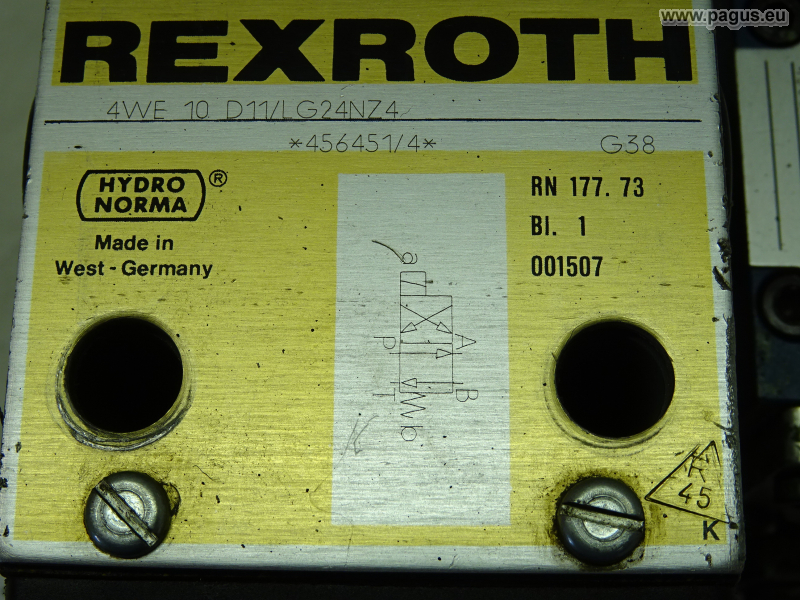 www.pagus.eu
REXROTH
4WE 10 D11/LG24NZ4
*456451/4*
G38
HYDRO
NORMA
®
Made in
West - Germany
RN 177. 73
Bl. 1
001507
a
P
A
T
B
b
45
K